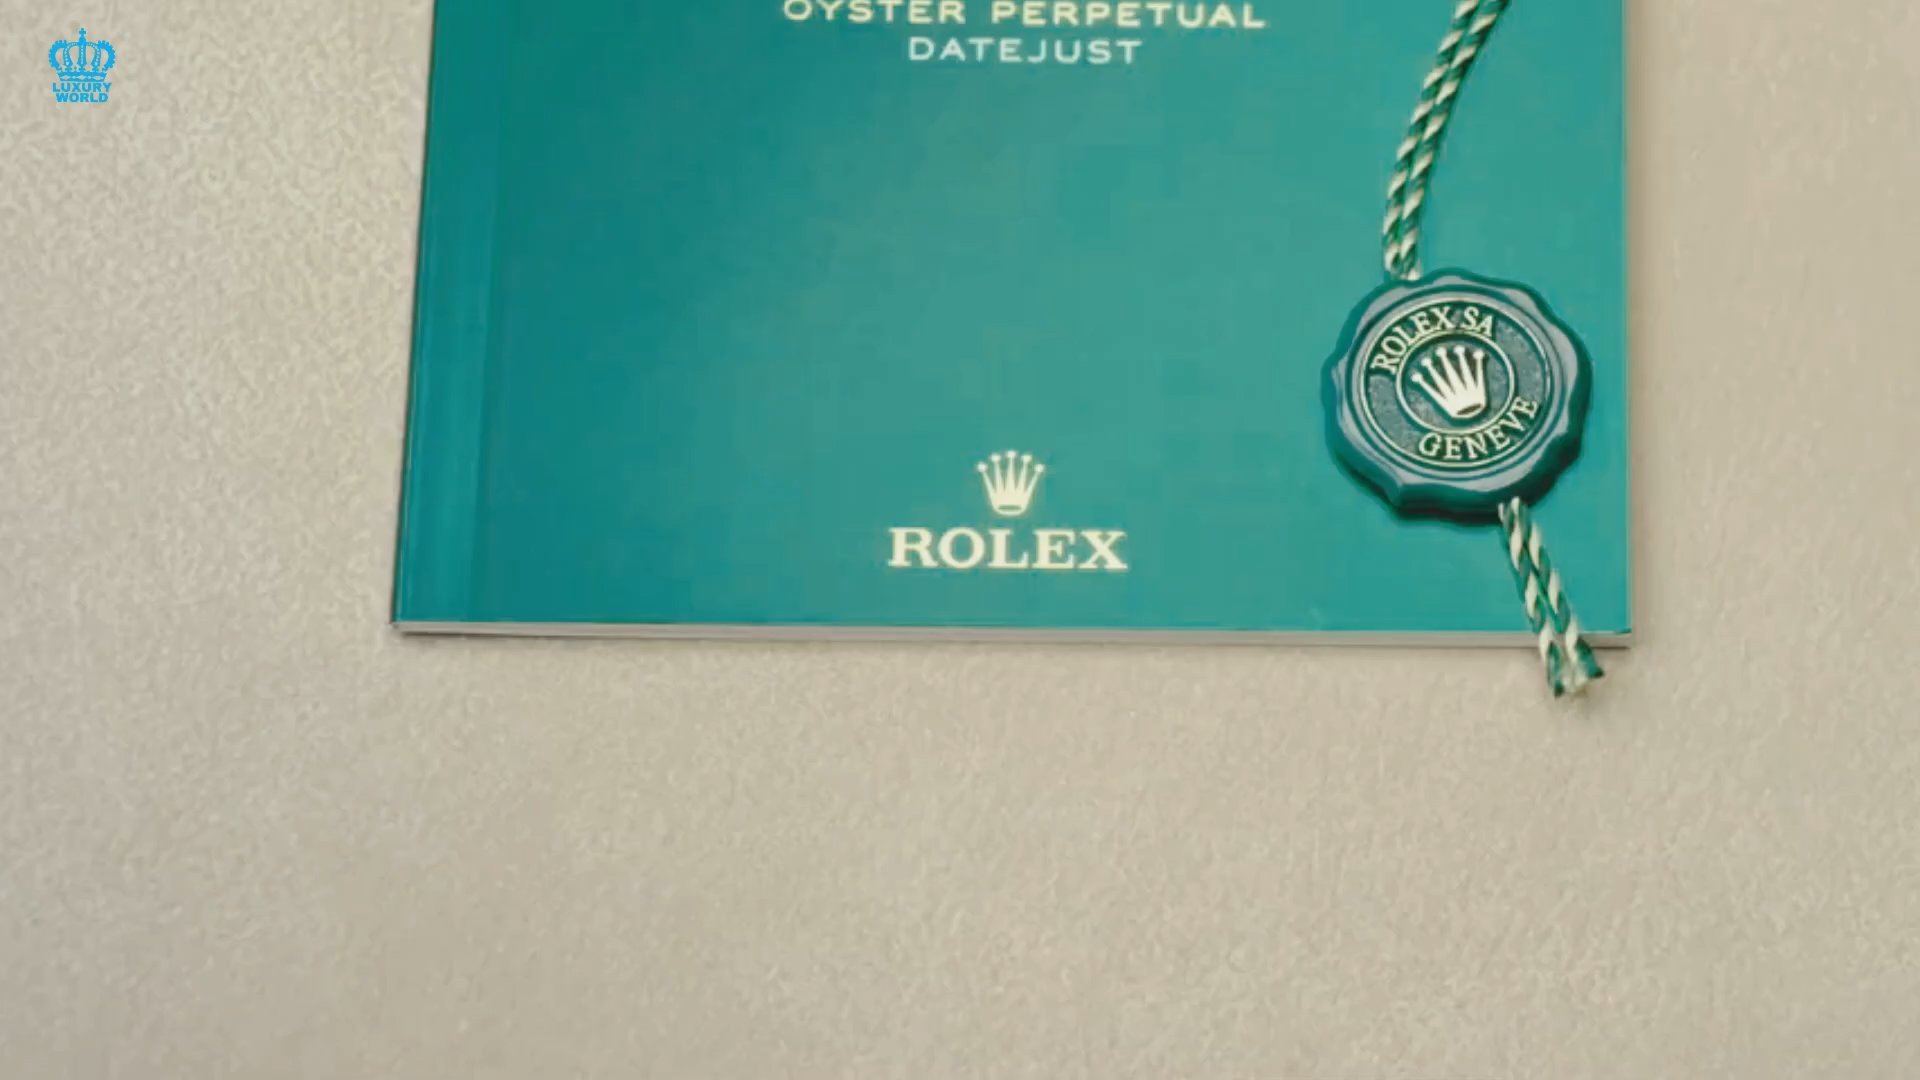 LUXURY
WORLD
OYSTER PERPETUAL
DATEJUST
ROLEX SA
GENEVE
ROLEX